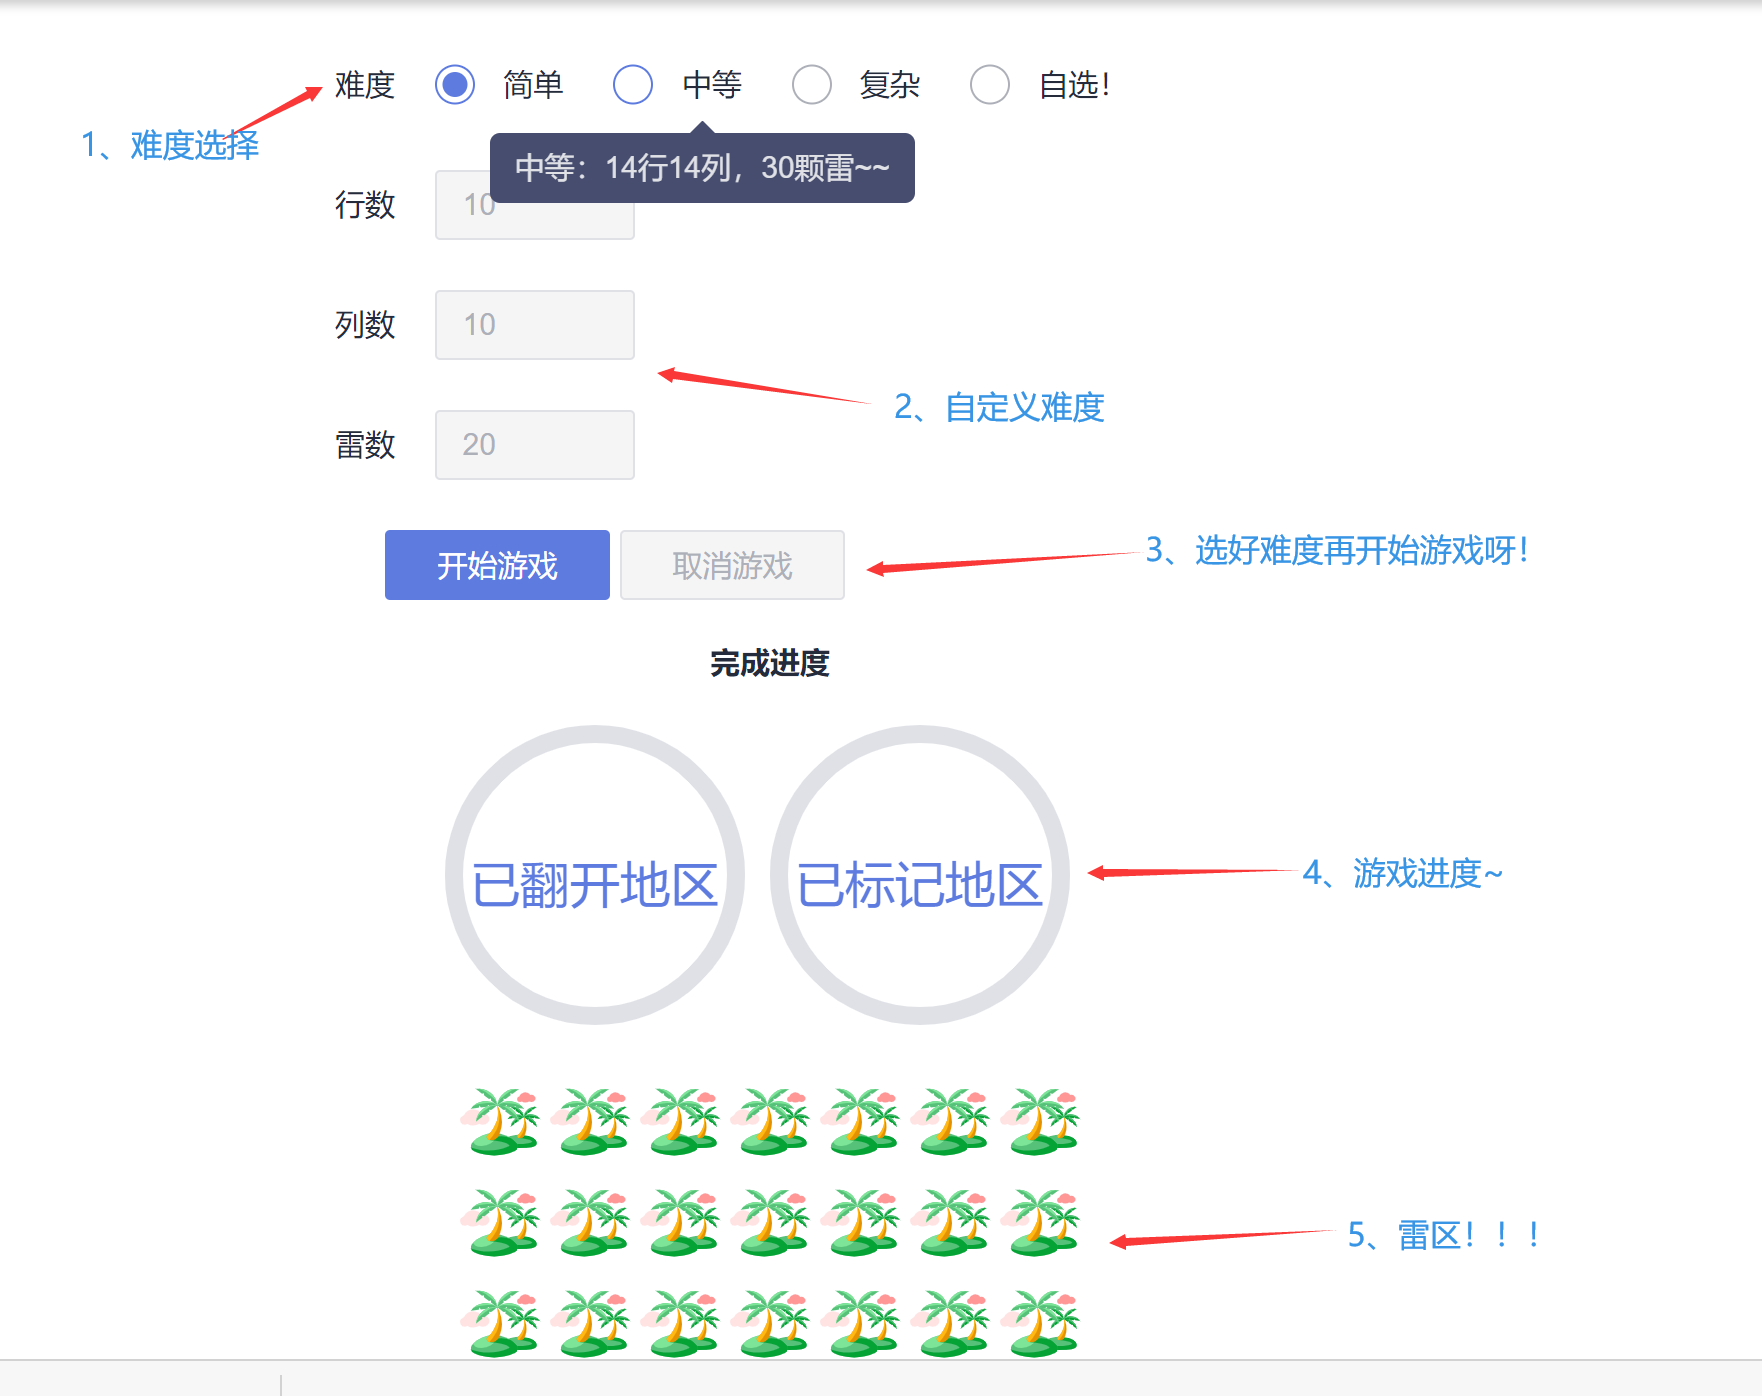 难度 简单 中等 复杂 自选!
1、难度选择
中等：14行14列，30颗雷~~
行数 10
列数 10
2、自定义难度
雷数 20
3、选好难度再开始游戏呀！
开始游戏 取消游戏
完成进度
已翻开地区 已标记地区
4、游戏进度~
5、雷区！！！